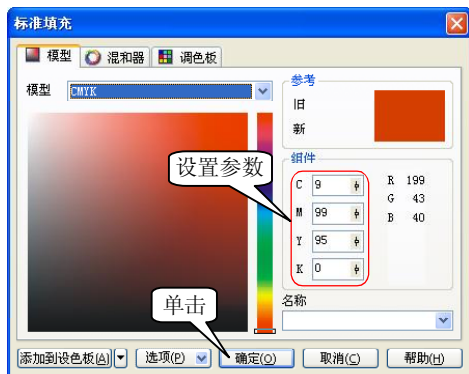 标准填充
模型 混和器 调色板
模型 CMYK
参考
旧
新
设置参数
组件
C 9 R 199
M 99 G 43
Y 95 B 40
K 0
单击
名称
添加到设色板(A) 选项(P) 确定(O) 取消(C) 帮助(H)